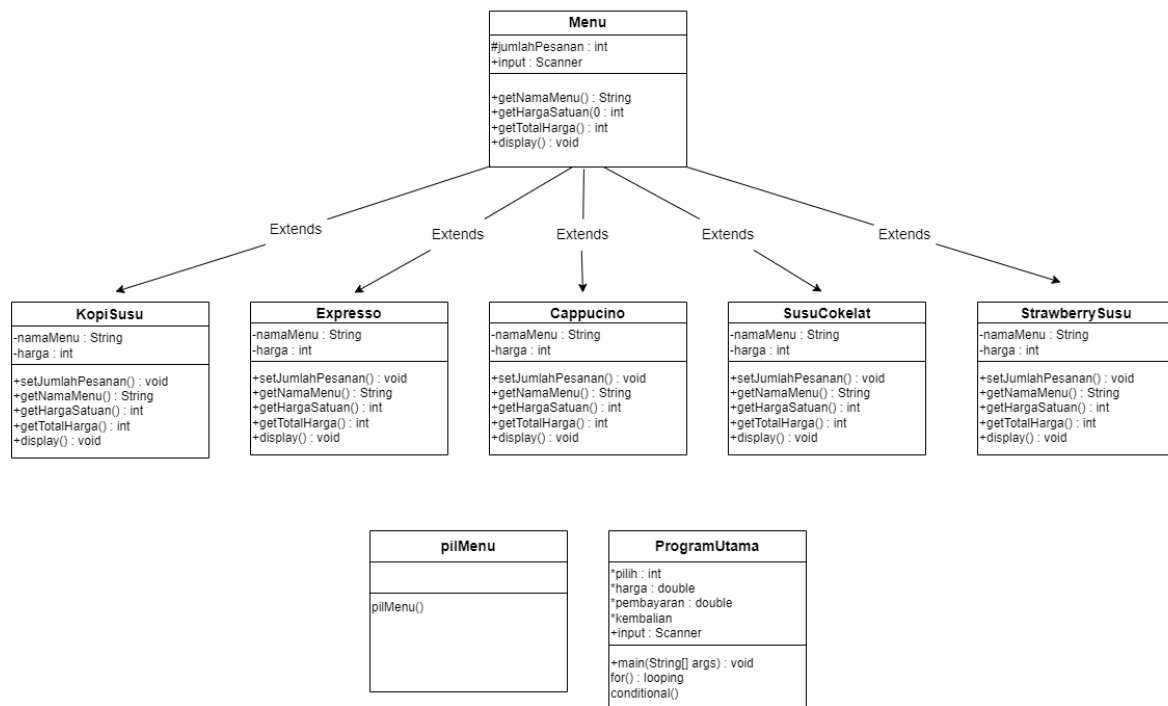 Menu
#jumlahPesanan : int
+input : Scanner
+getNamaMenu() : String
+getHargaSatuan(0 : int
+getTotalHarga() : int
+display() : void
Extends
Extends
Extends
Extends
Extends
KopiSusu
-namaMenu : String
-harga : int
+setJumlahPesanan() : void
+getNamaMenu() : String
+getHargaSatuan() : int
+getTotalHarga() : int
+display() : void
Expresso
-namaMenu : String
-harga : int
+setJumlahPesanan() : void
+getNamaMenu() : String
+getHargaSatuan() : int
+getTotalHarga() : int
+display() : void
Cappucino
-namaMenu : String
-harga : int
+setJumlahPesanan() : void
+getNamaMenu() : String
+getHargaSatuan() : int
+getTotalHarga() : int
+display() : void
SusuCokelat
-namaMenu : String
-harga : int
+setJumlahPesanan() : void
+getNamaMenu() : String
+getHargaSatuan() : int
+getTotalHarga() : int
+display() : void
StrawberrySusu
-namaMenu : String
-harga : int
+setJumlahPesanan() : void
+getNamaMenu() : String
+getHargaSatuan() : int
+getTotalHarga() : int
+display() : void
pilMenu
pilMenu()
ProgramUtama
*pilih : int
*harga : double
*pembayaran : double
*kembalian
+input : Scanner
+main(String[] args) : void
for() : looping
conditional()